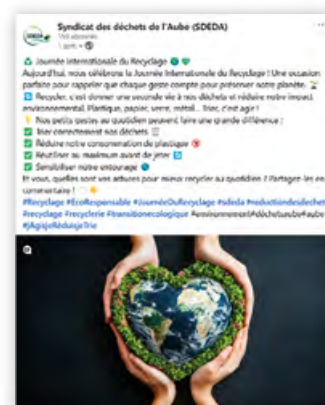 Syndicat des déchets de l'Aube (SDEDA)
abonnés
♻ Journée Internationale du Recyclage 🌍 💚
Aujourd'hui, nous célébrons la Journée Internationale du Recyclage ! Une occasion
parfaite pour rappeler que chaque geste compte pour préserver notre planète.
Recycler, c'est donner une seconde vie à nos déchets et réduire notre impact
environnemental. Plastique, papier, verre, métal... Trier, c'est agir !
Nos petits gestes au quotidien peuvent faire une grande différence :
✅ Trier correctement nos déchets
✅ Réduire notre consommation de plastique
✅ Réutiliser au maximum avant de jeter
✅ Sensibiliser notre entourage
Et vous, quelles sont vos astuces pour mieux recycler au quotidien ? Partagez-les en
commentaire !
#Recyclage #EcoResponsable #JournéeDuRecyclage #sdeda #reductiondesdechets
#recyclage #recyclerie #transitionecologique #environnement
#jAgisjeRéduisjeTrie